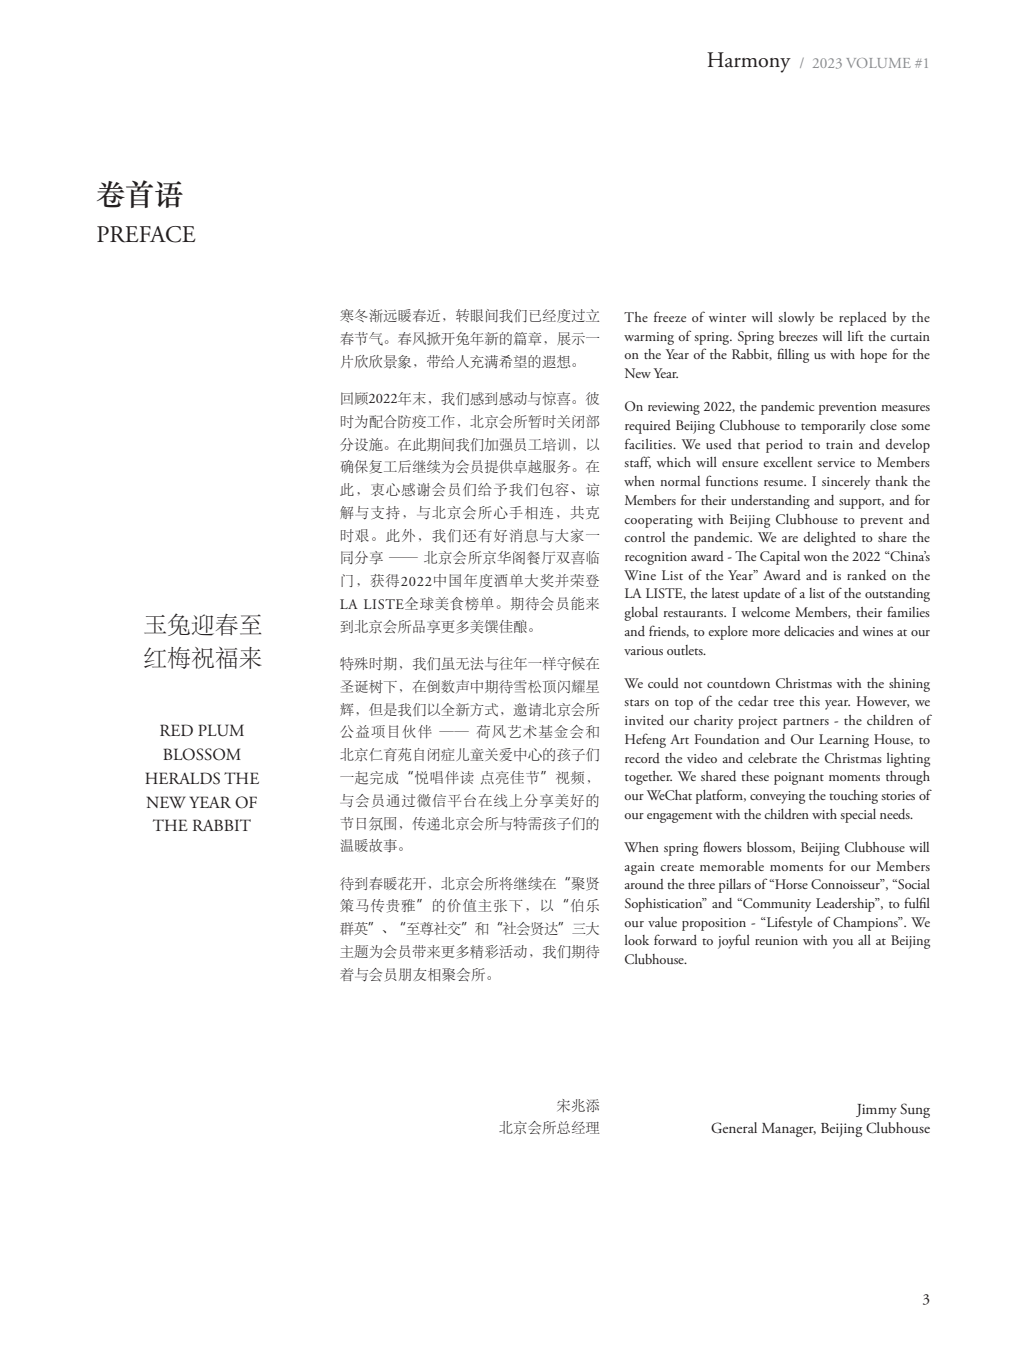 Harmony / 2023 VOLUME #1
卷首语
PREFACE
玉兔迎春至
红梅祝福来
RED PLUM
BLOSSOM
HERALDS THE
NEW YEAR OF
THE RABBIT
寒冬渐远暖春近，转眼间我们已经度过立
春节气。春风掀开兔年新的篇章，展示一
片欣欣景象，带给人充满希望的遐想。
回顾2022年末，我们感到感动与惊喜。彼
时为配合防疫工作，北京会所暂时关闭部
分设施。在此期间我们加强员工培训，以
确保复工后继续为会员提供卓越服务。在
此，衷心感谢会员们给予我们包容、谅
解与支持，与北京会所心手相连，共克
时艰。此外，我们还有好消息与大家一
同分享 —— 北京会所京华阁餐厅双喜临
门，获得2022中国年度酒单大奖并荣登
LA LISTE全球美食榜单。期待会员能来
到北京会所品享更多美馔佳酿。
特殊时期，我们虽无法与往年一样守候在
圣诞树下，在倒数声中期待雪松顶闪耀星
辉，但是我们以全新方式，邀请北京会所
公益项目伙伴 —— 荷风艺术基金会和
北京仁育苑自闭症儿童关爱中心的孩子们
一起完成“悦唱伴读 点亮佳节”视频，
与会员通过微信平台在线上分享美好的
节日氛围，传递北京会所与特需孩子们的
温暖故事。
待到春暖花开，北京会所将继续在“聚贤
策马传贵雅”的价值主张下，以“伯乐
群英”、“至尊社交”和“社会贤达”三大
主题为会员带来更多精彩活动，我们期待
着与会员朋友相聚会所。
宋兆添
北京会所总经理
The freeze of winter will slowly be replaced by the
warming of spring. Spring breezes will lift the curtain
on the Year of the Rabbit, filling us with hope for the
New Year.
On reviewing 2022, the pandemic prevention measures
required Beijing Clubhouse to temporarily close some
facilities. We used that period to train and develop
staff, which will ensure excellent service to Members
when normal functions resume. I sincerely thank the
Members for their understanding and support, and for
cooperating with Beijing Clubhouse to prevent and
control the pandemic. We are delighted to share the
recognition award - The Capital won the 2022 “China’s
Wine List of the Year” Award and is ranked on the
LA LISTE, the latest update of a list of the outstanding
global restaurants. I welcome Members, their families
and friends, to explore more delicacies and wines at our
various outlets.
We could not countdown Christmas with the shining
stars on top of the cedar tree this year. However, we
invited our charity project partners - the children of
Hefeng Art Foundation and Our Learning House, to
record the video and celebrate the Christmas lighting
together. We shared these poignant moments through
our WeChat platform, conveying the touching stories of
our engagement with the children with special needs.
When spring flowers blossom, Beijing Clubhouse will
again create memorable moments for our Members
around the three pillars of “Horse Connoisseur”, “Social
Sophistication” and “Community Leadership”, to fulfil
our value proposition - “Lifestyle of Champions”. We
look forward to joyful reunion with you all at Beijing
Clubhouse.
Jimmy Sung
General Manager, Beijing Clubhouse
3